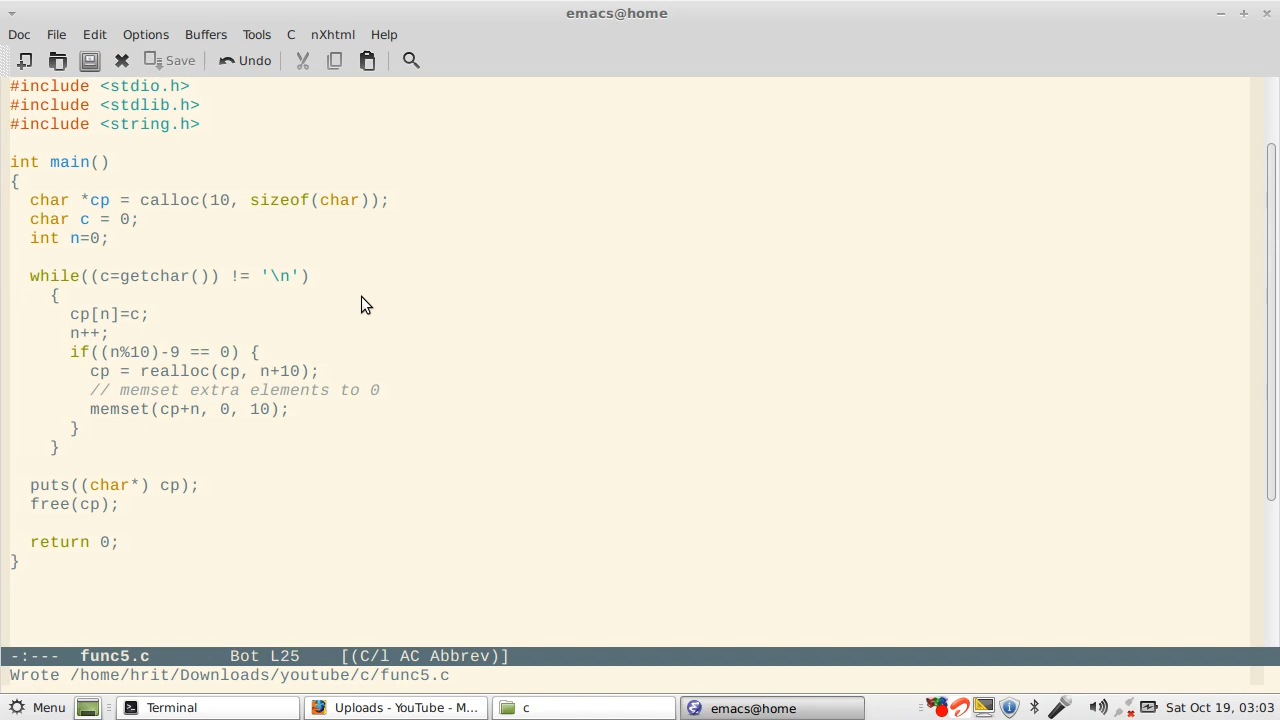 emacs@home
Doc File Edit Options Buffers Tools C nXhtml Help
Save Undo
#include <stdio.h>
#include <stdlib.h>
#include <string.h>
int main()
{
char *cp = calloc(10, sizeof(char));
char c = 0;
int n=0;
while((c=getchar()) != '\n')
{
cp[n]=c;
n++;
if((n%10)-9 == 0) {
cp = realloc(cp, n+10);
// memset extra elements to 0
memset(cp+n, 0, 10);
}
}
puts((char*) cp);
free(cp);
return 0;
}
-:--- func5.c Bot L25 [(C/l AC Abbrev)]
Wrote /home/hrit/Downloads/youtube/c/func5.c
Menu Terminal Uploads - YouTube - M... c emacs@home Sat Oct 19, 03:03